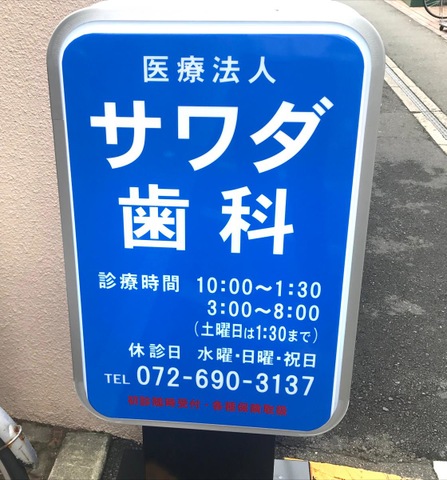 医療法人
サワダ
歯科
診療時間 10:00〜1:30
3:00〜8:00
(土曜日は1:30まで)
休診日 水曜・日曜・祝日
TEL 072-690-3137